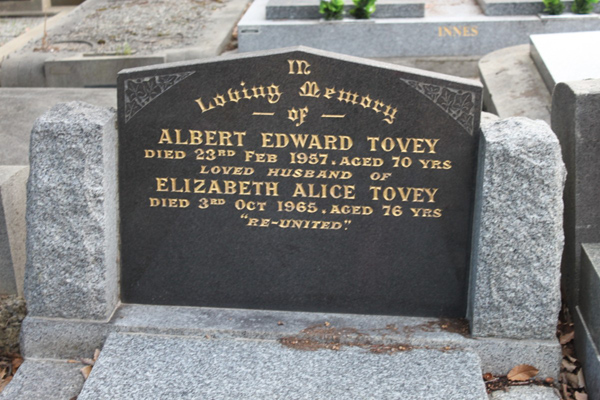 INNES
In
Loving Memory
of
ALBERT EDWARD TOVEY
DIED 23RD FEB 1957. AGED 70 YRS
LOVED HUSBAND OF
ELIZABETH ALICE TOVEY
DIED 3RD OCT 1965. AGED 76 YRS
"RE-UNITED."